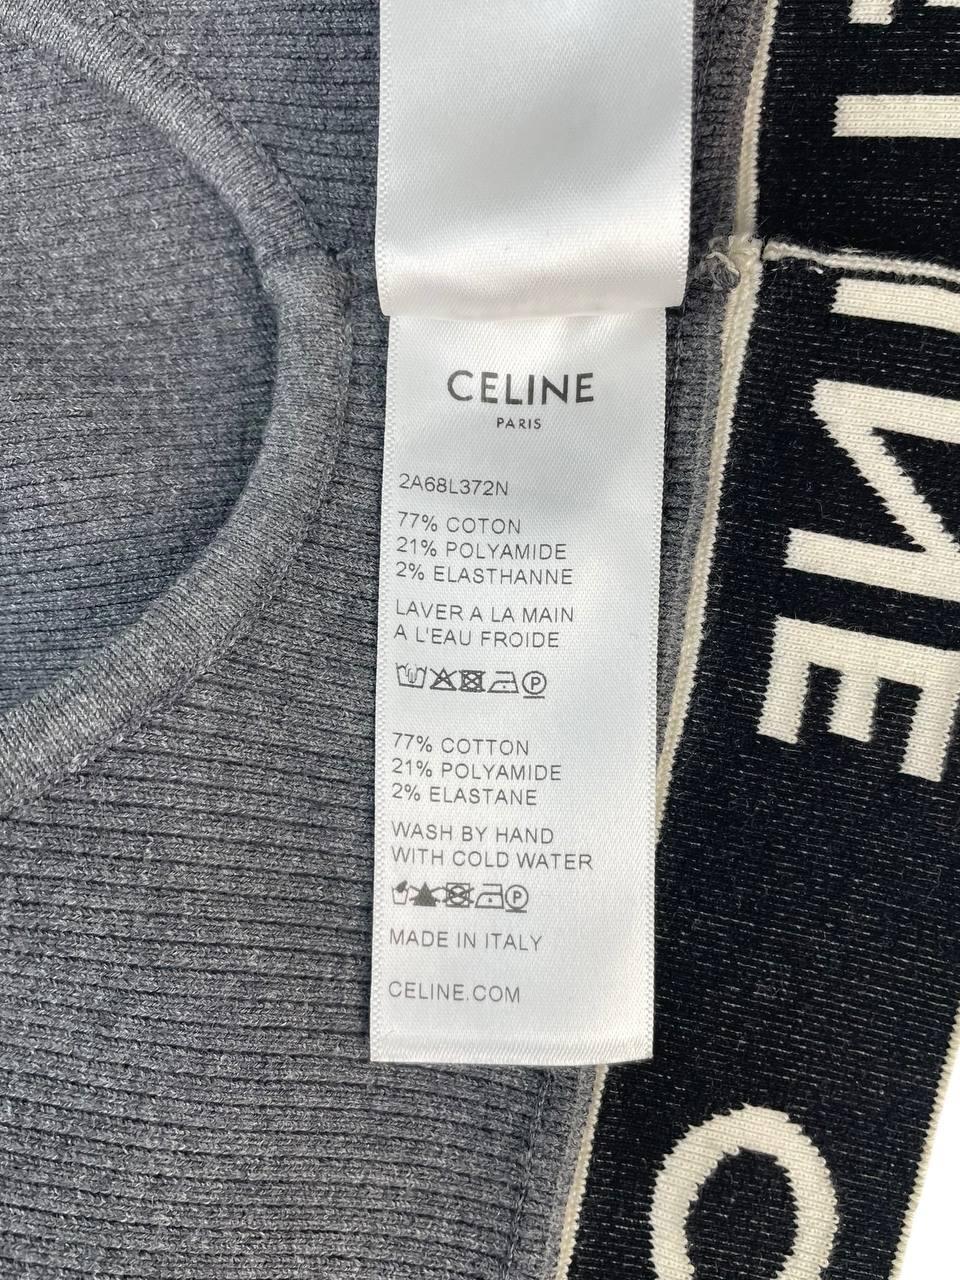 CELINE
PARIS
2A68L372N
77% COTON
21% POLYAMIDE
2% ELASTHANNE
LAVER A LA MAIN
A L'EAU FROIDE
P
77% COTTON
21% POLYAMIDE
2% ELASTANE
WASH BY HAND
WITH COLD WATER
P
MADE IN ITALY
CELINE.COM
INE
C